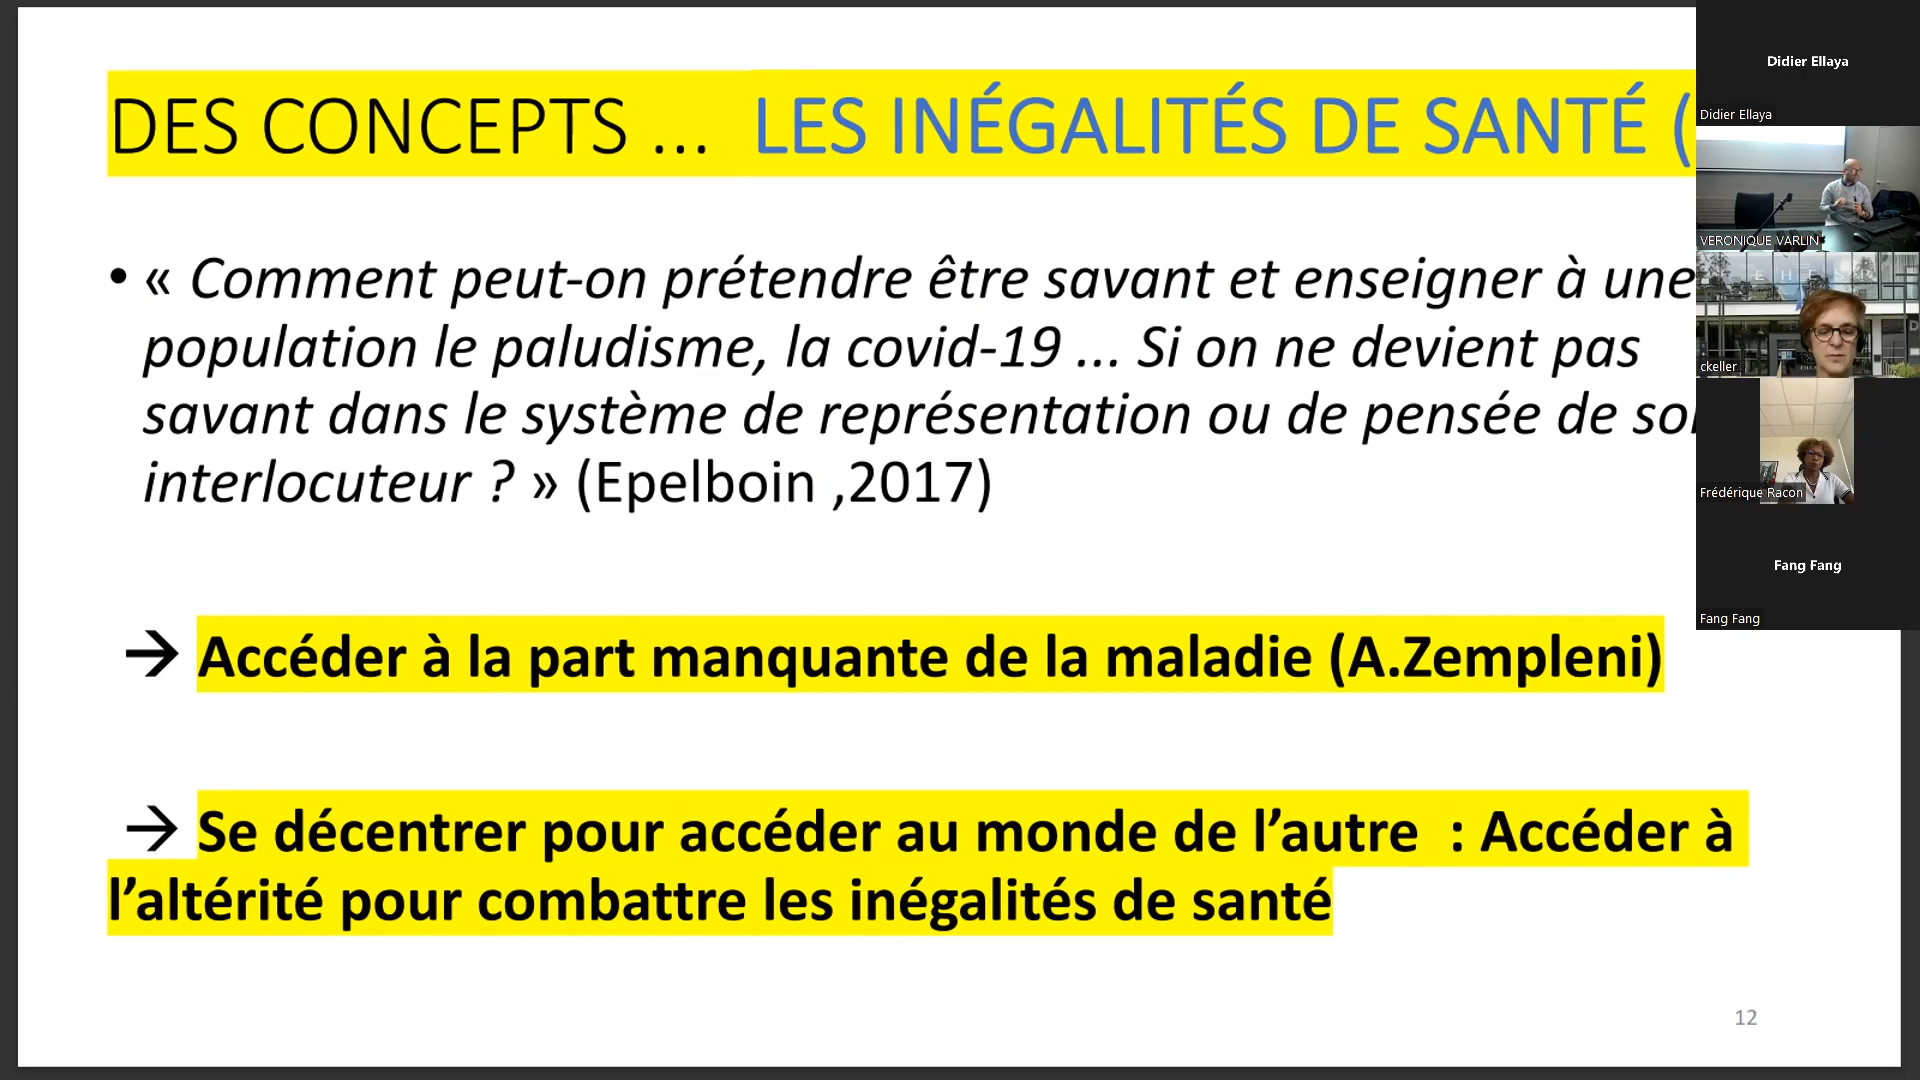 DES CONCEPTS ... LES INÉGALITÉS DE SANTÉ (
• « Comment peut-on prétendre être savant et enseigner à une
population le paludisme, la covid-19 ... Si on ne devient pas
savant dans le système de représentation ou de pensée de
interlocuteur ? » (Epelboin ,2017)
→ Accéder à la part manquante de la maladie (A.Zempleni)
→ Se décentrer pour accéder au monde de l’autre : Accéder à
l’altérité pour combattre les inégalités de santé
12
Didier Ellaya
Didier Ellaya
VERONIQUE VARLIN
EHESP
ckeller
Frédérique Racon
Fang Fang
Fang Fang